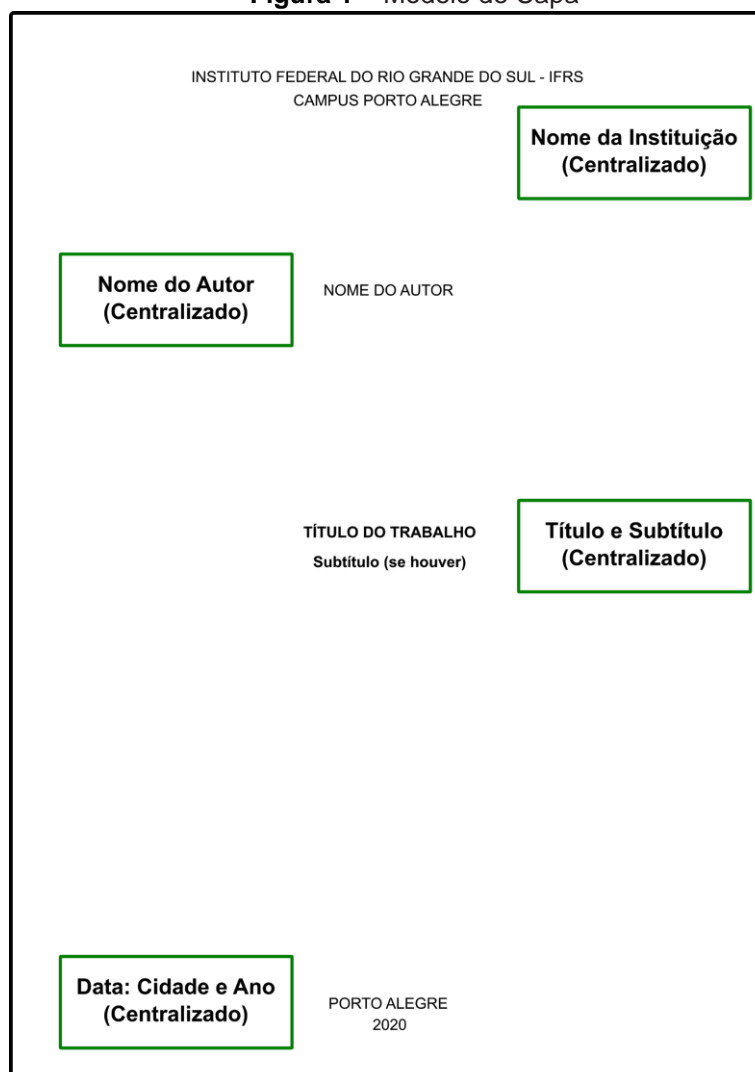 Figura 1 – Modelo de Capa
INSTITUTO FEDERAL DO RIO GRANDE DO SUL - IFRS
CAMPUS PORTO ALEGRE
Nome da Instituição
(Centralizado)
Nome do Autor
(Centralizado)
NOME DO AUTOR
TÍTULO DO TRABALHO
Subtítulo (se houver)
Título e Subtítulo
(Centralizado)
Data: Cidade e Ano
(Centralizado)
PORTO ALEGRE
2020